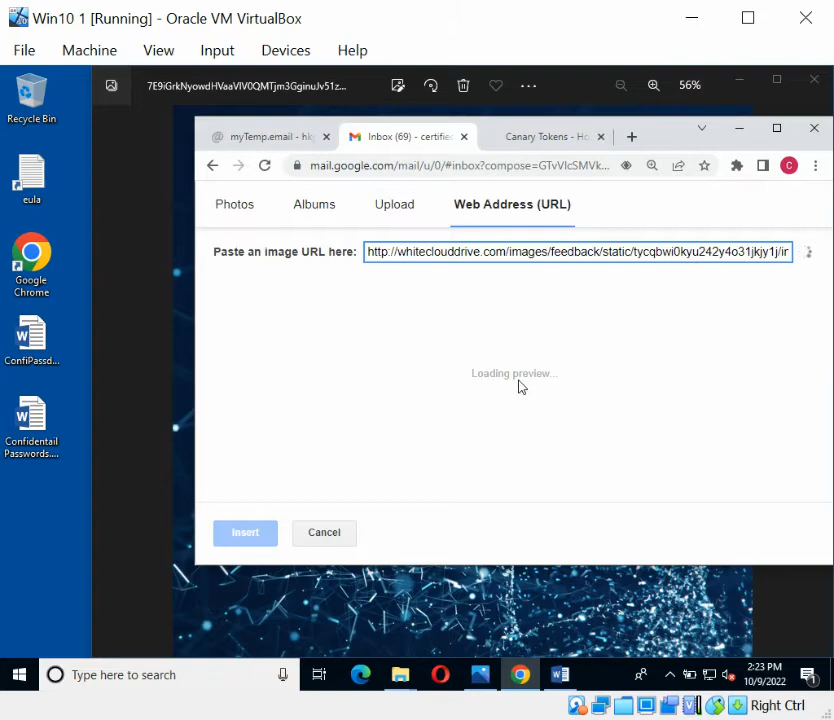 Win10 1 [Running] - Oracle VM VirtualBox
File Machine View Input Devices Help
7E9iGrkNyowdHVaaVIV0QMTjm3GginuJv51z... 56%
Recycle Bin
eula
Google
Chrome
ConfiPassd...
Confidentail
Passwords....
myTemp.email - hkp Inbox (69) - certified Canary Tokens - Ho
mail.google.com/mail/u/0/#inbox?compose=GTvVlcSMVk... C
Photos Albums Upload Web Address (URL)
Paste an image URL here: http://whiteclouddrive.com/images/feedback/static/tycqbwi0kyu242y4o31jkjy1j/ir
Loading preview...
Insert Cancel
Type here to search
2:23 PM
10/9/2022
1
Right Ctrl